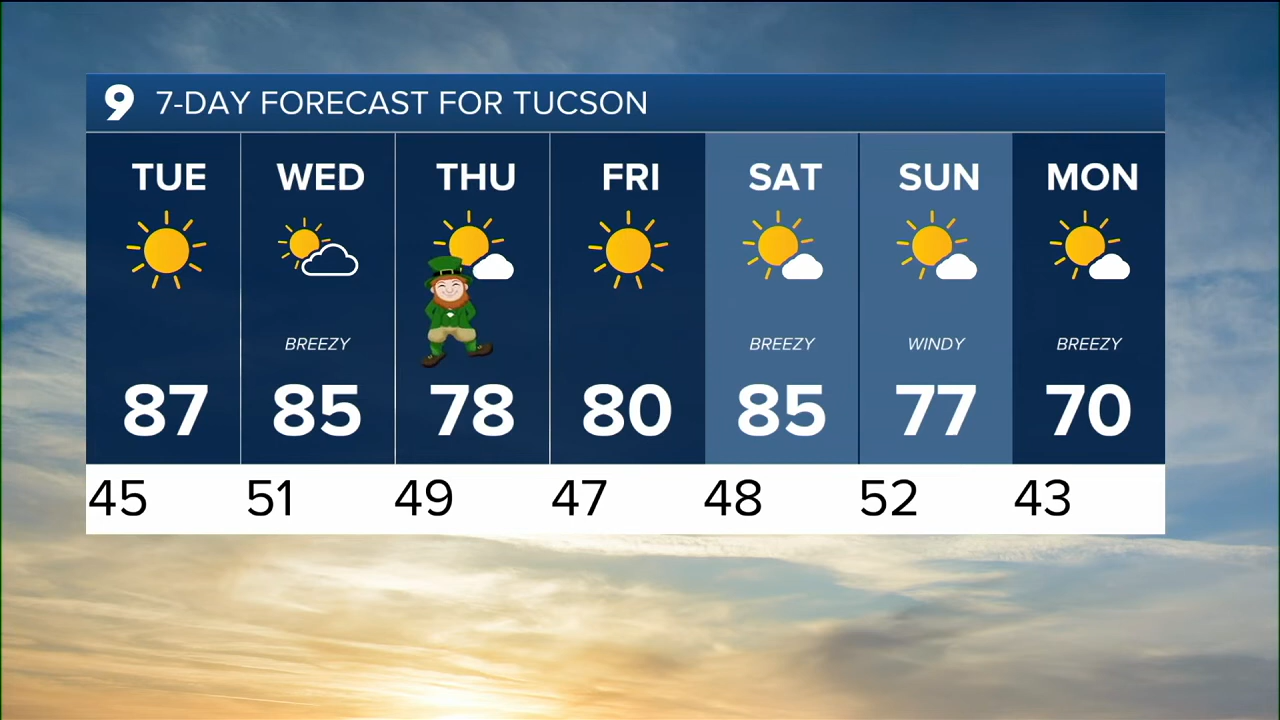 9 7-DAY FORECAST FOR TUCSON
TUE WED THU FRI SAT SUN MON
BREEZY BREEZY WINDY BREEZY
87 85 78 80 85 77 70
45 51 49 47 48 52 43